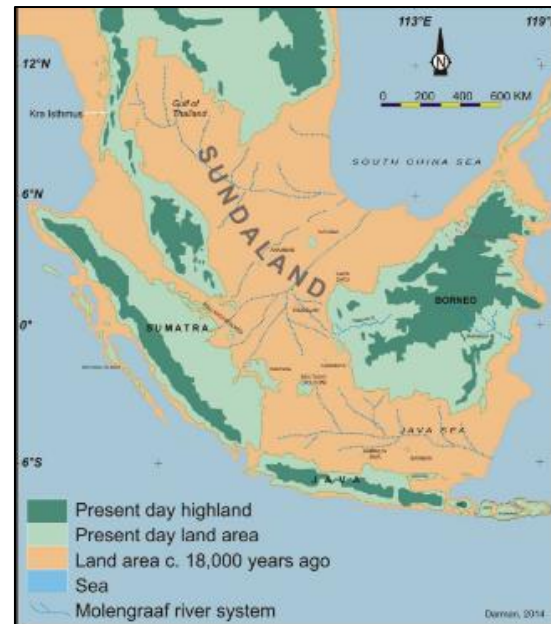 113°E
119°
12°N
N
Gulf of
Thailand
Kra Isthmus
0 200 400 600 KM
SOUTH CHINA SEA
SUNDALAND
6°N
BORNEO
0°
SUMATRA
JAVA SEA
6°S
JAVA
Present day highland
Present day land area
Land area c. 18,000 years ago
Sea
Molengraaf river system
Darman, 2014